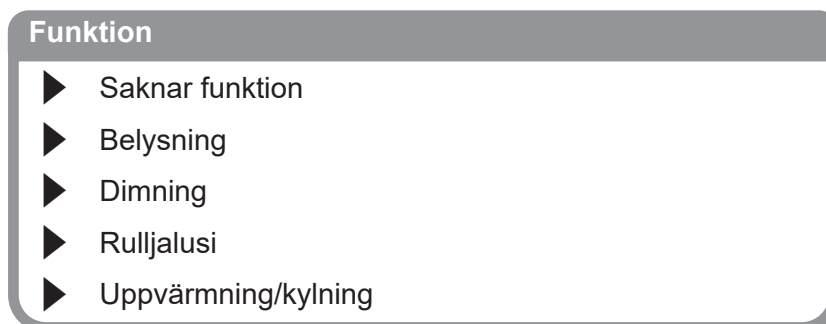 Funktion
Saknar funktion
Belysning
Dimning
Rulljalusi
Uppvärmning/kylning